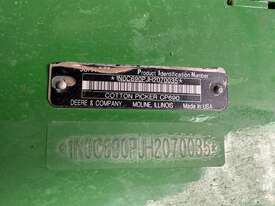 Product Identification Number
*1N0C690PJH2070035*
COTTON PICKER CP690
DEERE & COMPANY MOLINE, ILLINOIS Made in USA
*1N0C690PJH2070035*